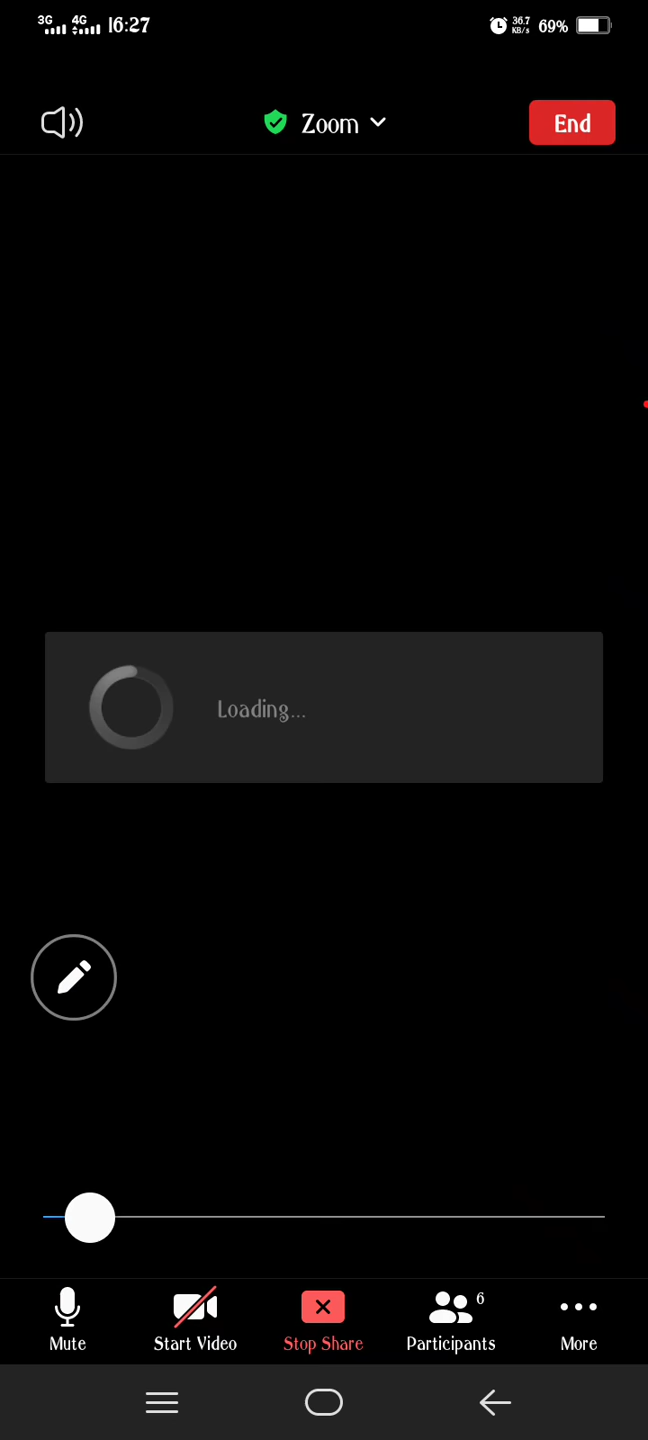 3G 4G 16:27 36.7 KB/s 69%
Zoom End
Loading...
6
Mute Start Video Stop Share Participants More